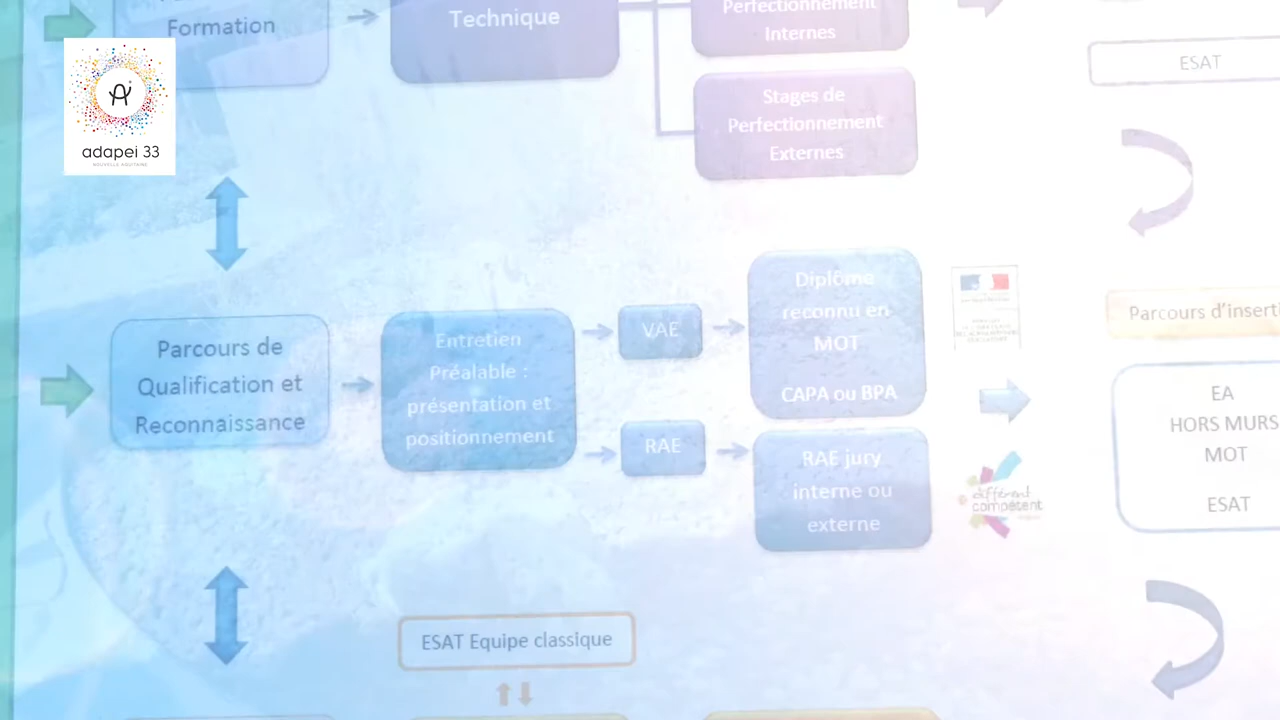 Formation
Technique
Perfectionnement
Internes
ESAT
Stages de
Perfectionnement
Externes
adapei 33
NOUVELLE AQUITAINE
Parcours de
Qualification et
Reconnaissance
Entretien
Préalable :
présentation et
positionnement
VAE
RAE
Diplôme
reconnu en
MOT
CAPA ou BPA
RAE jury
interne ou
externe
différent
compétent
Parcours d'inserti
EA
HORS MURS
MOT
ESAT
ESAT Equipe classique